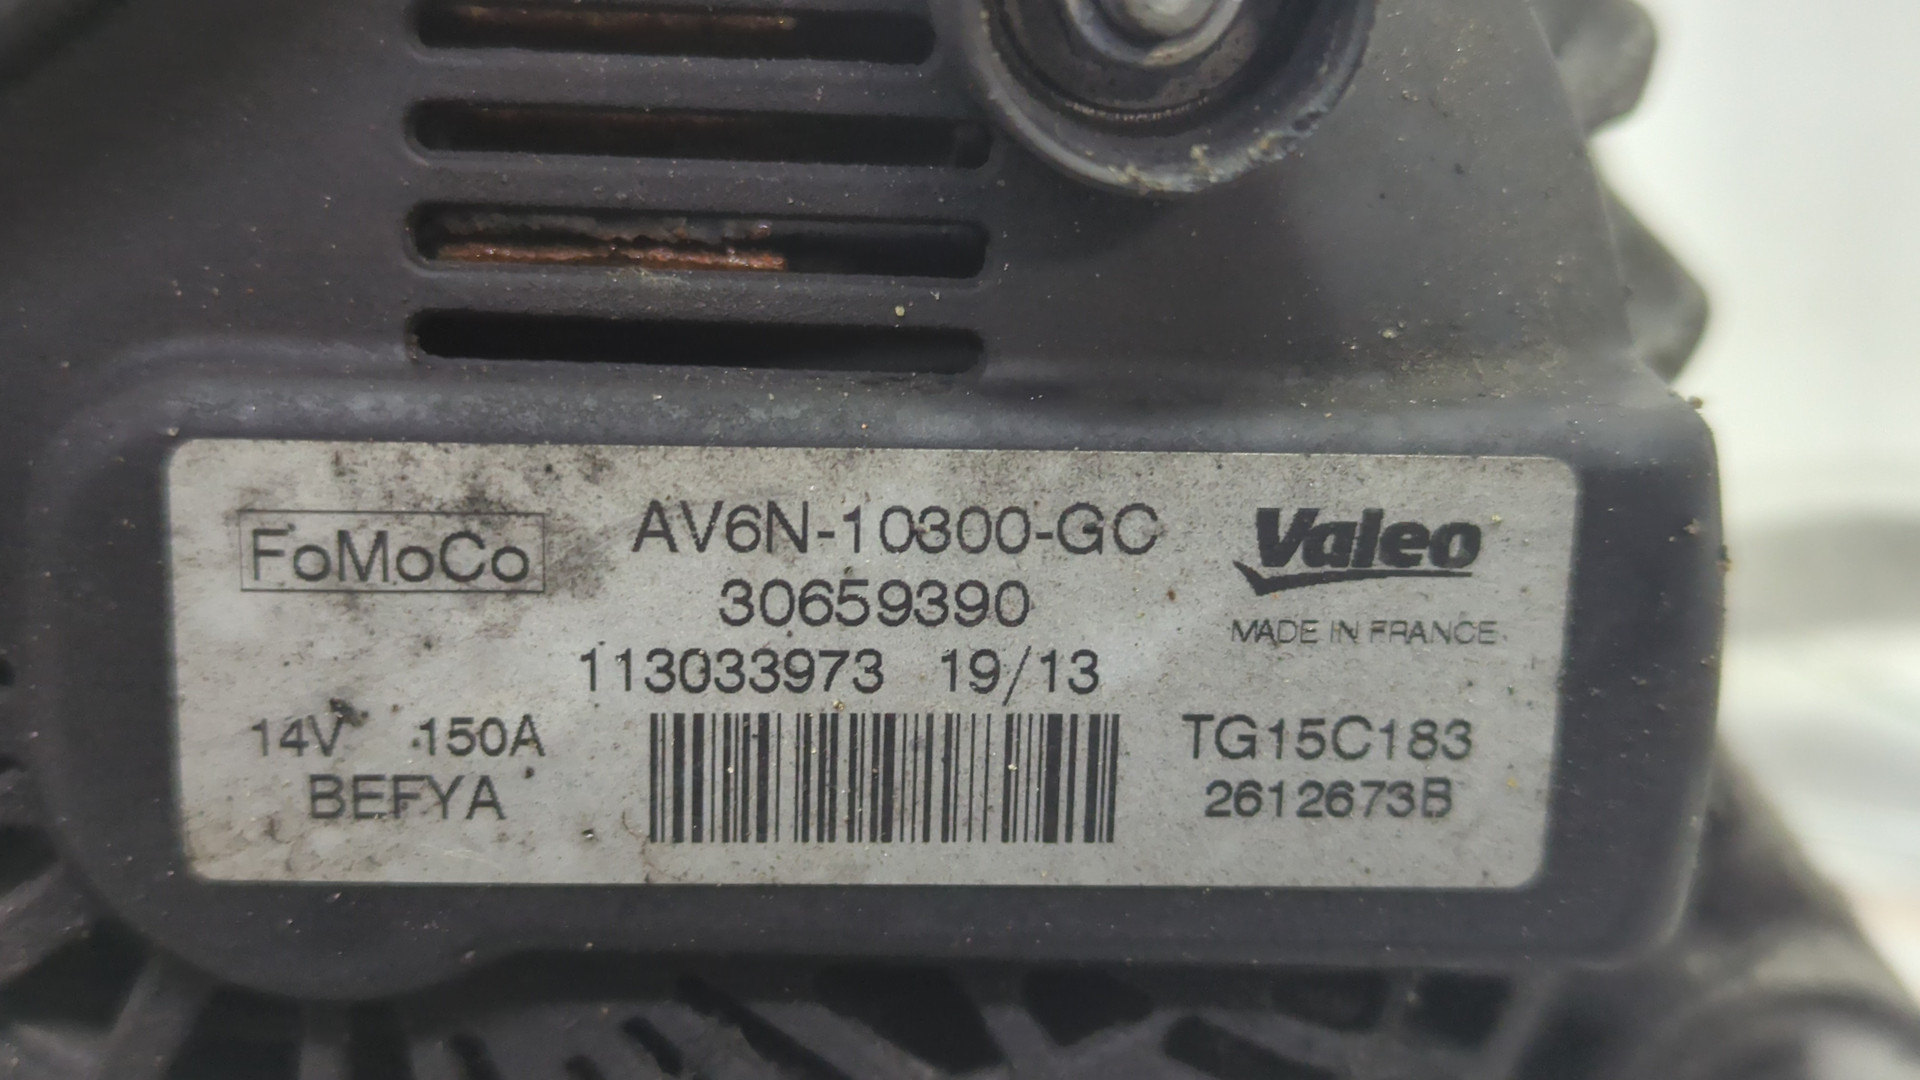 FoMoCo
AV6N-10300-GC
30659390
113033973 19/13
Valeo
MADE IN FRANCE
14V 150A
BEFYA
TG15C183
2612673B